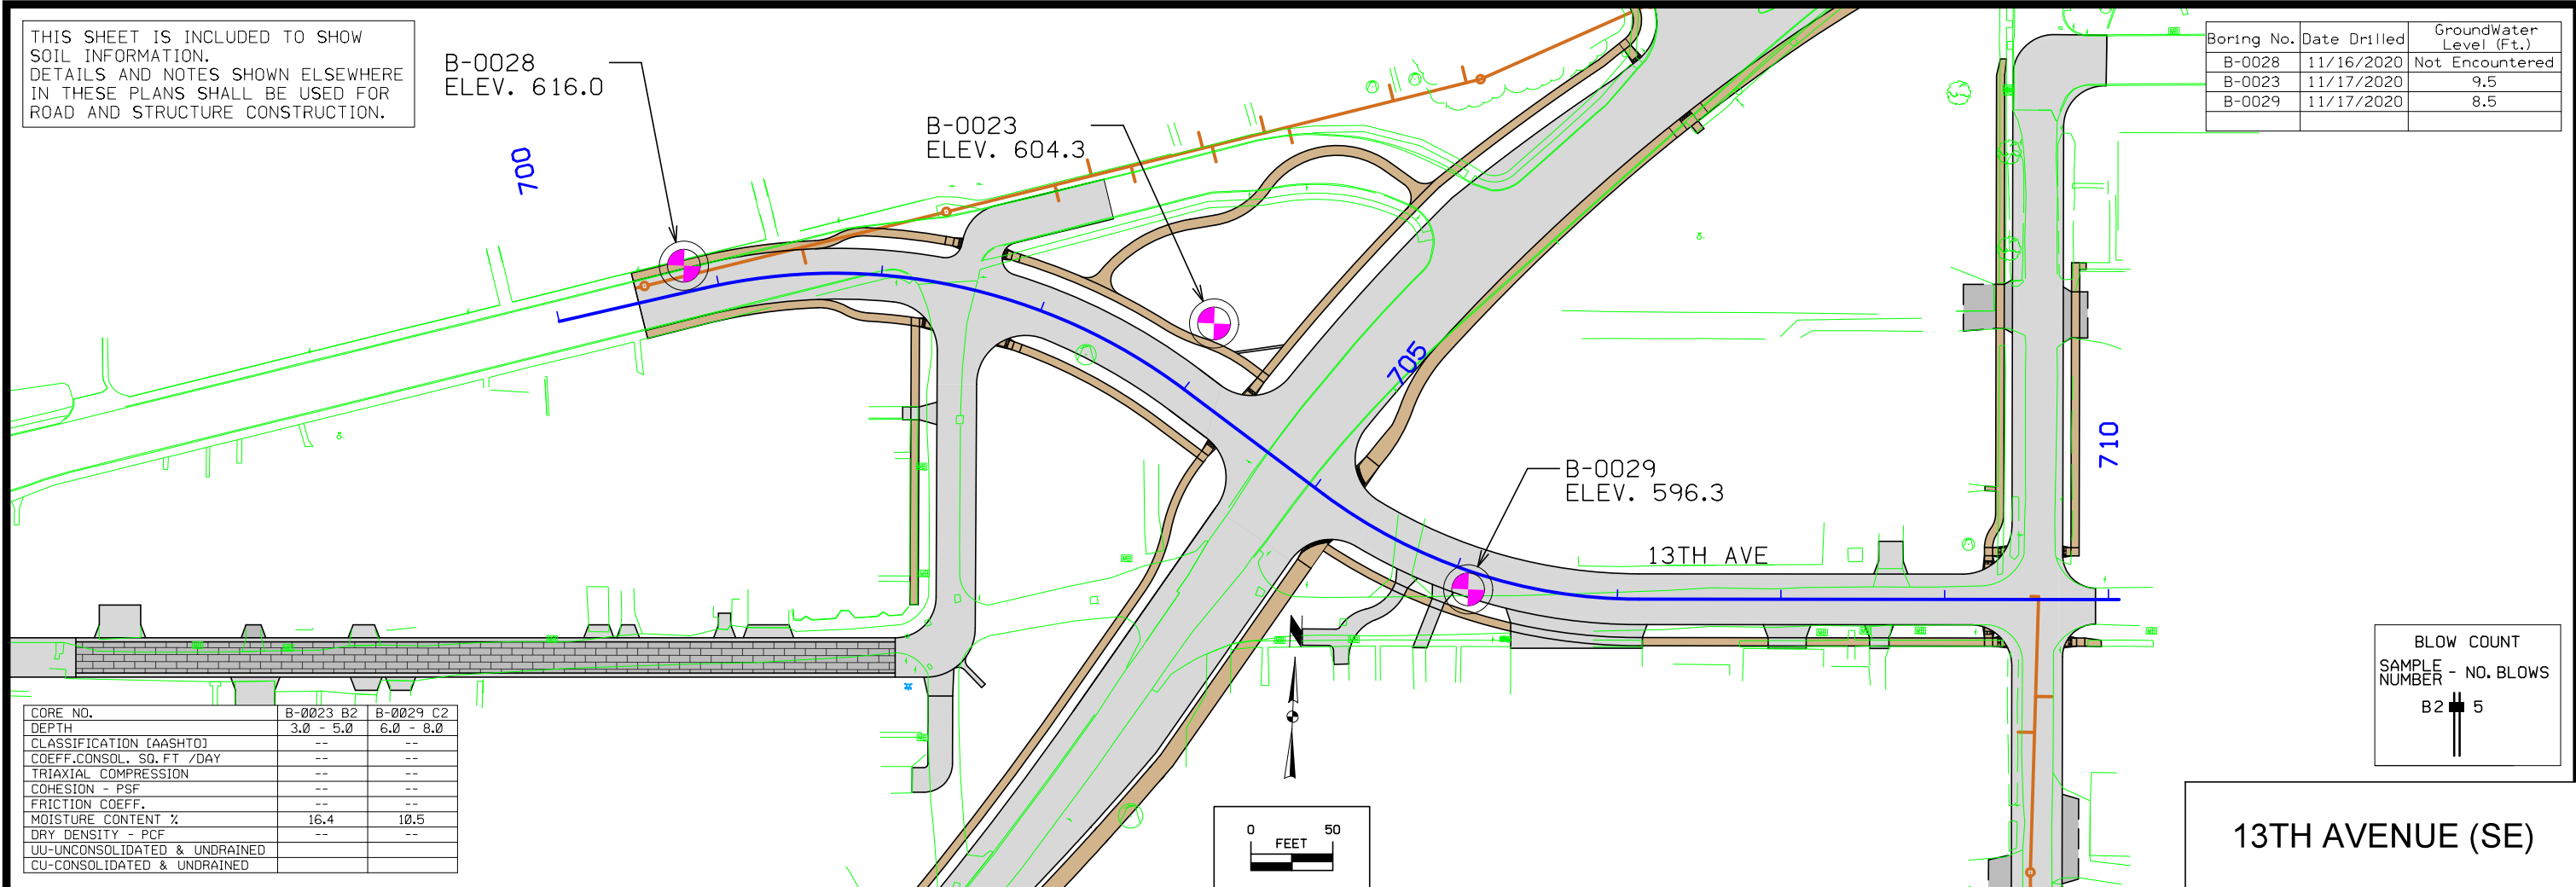 THIS SHEET IS INCLUDED TO SHOW
SOIL INFORMATION.
DETAILS AND NOTES SHOWN ELSEWHERE
IN THESE PLANS SHALL BE USED FOR
ROAD AND STRUCTURE CONSTRUCTION.
B-0028
ELEV. 616.0
B-0023
ELEV. 604.3
Boring No. Date Drilled GroundWater Level (Ft.)
B-0028 11/16/2020 Not Encountered
B-0023 11/17/2020 9.5
B-0029 11/17/2020 8.5
700
705
710
B-0029
ELEV. 596.3
13TH AVE
BLOW COUNT
SAMPLE NUMBER - NO. BLOWS
B2 5
CORE NO. B-0023 B2 B-0029 C2
DEPTH 3.0 - 5.0 6.0 - 8.0
CLASSIFICATION [AASHTO] -- --
COEFF.CONSOL. SQ.FT /DAY -- --
TRIAXIAL COMPRESSION -- --
COHESION - PSF -- --
FRICTION COEFF. -- --
MOISTURE CONTENT % 16.4 10.5
DRY DENSITY - PCF -- --
UU-UNCONSOLIDATED & UNDRAINED
CU-CONSOLIDATED & UNDRAINED
0 50
FEET
13TH AVENUE (SE)